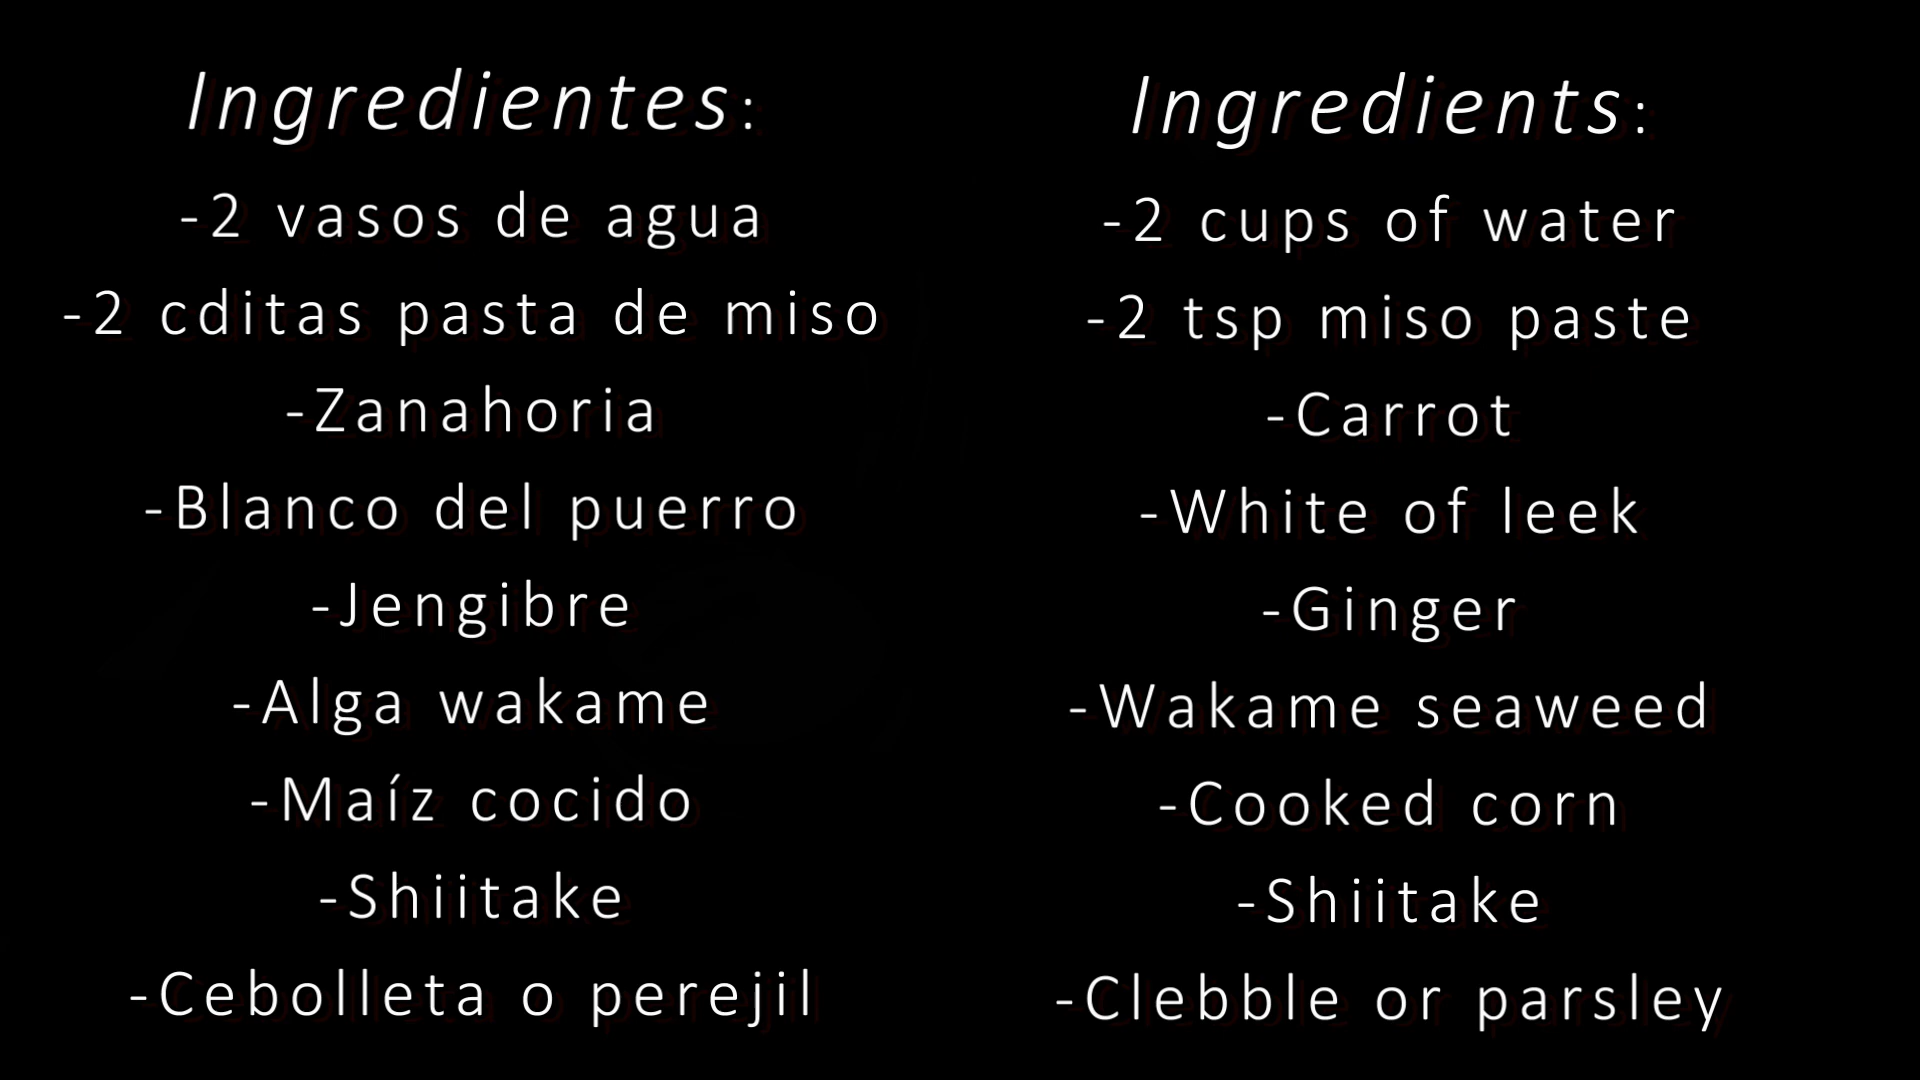 Ingredientes:
-2 vasos de agua
-2 cditas pasta de miso
-Zanahoria
-Blanco del puerro
-Jengibre
-Alga wakame
-Maíz cocido
-Shiitake
-Cebolleta o perejil
Ingredients:
-2 cups of water
-2 tsp miso paste
-Carrot
-White of leek
-Ginger
-Wakame seaweed
-Cooked corn
-Shiitake
-Clebble or parsley